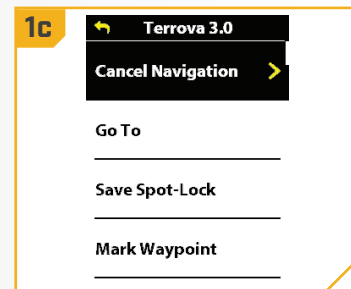 1c
Terrova 3.0
Cancel Navigation
Go To
Save Spot-Lock
Mark Waypoint